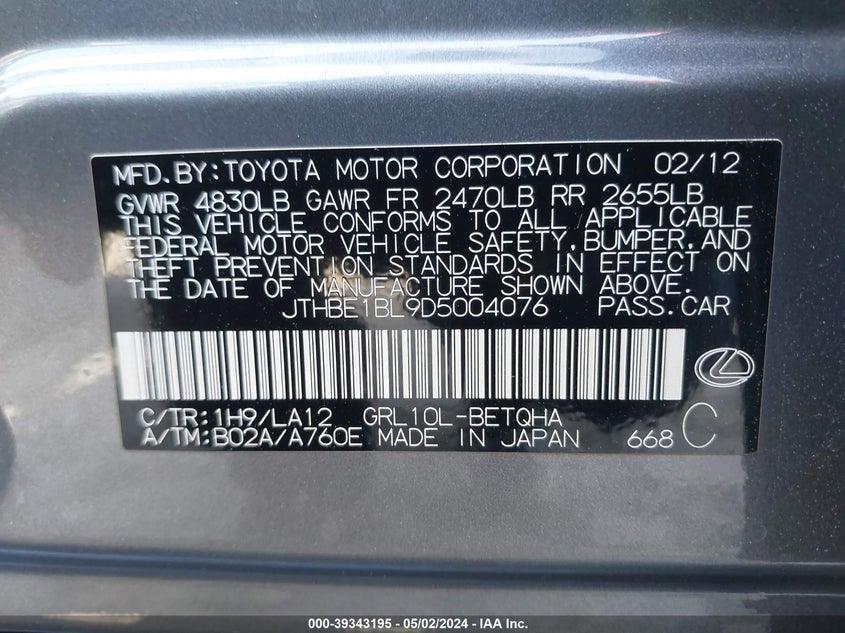 MFD.BY:TOYOTA MOTOR CORPORATION 02/12
GVWR 4830LB GAWR FR 2470LB RR 2655LB
THIS VEHICLE CONFORMS TO ALL APPLICABLE
FEDERAL MOTOR VEHICLE SAFETY,BUMPER,AND
THEFT PREVENTION STANDARDS IN EFFECT ON
THE DATE OF MANUFACTURE SHOWN ABOVE.
JTHBE1BL9D5004076 PASS.CAR
C/TR:1H9/LA12 GRL10L-BETQHA
A/TM:B02A/A760E MADE IN JAPAN 668 C
000-39343195 - 05/02/2024 - IAA Inc.